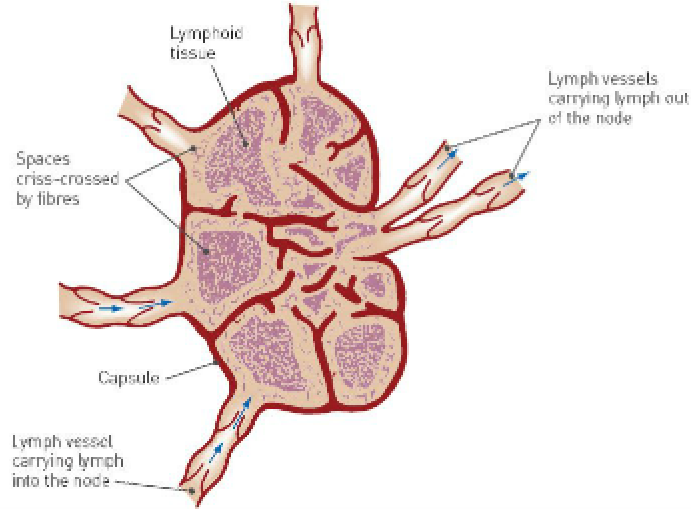 Lymphoid
tissue
Lymph vessels
carrying lymph out
of the node
Spaces
criss-crossed
by fibres
Capsule
Lymph vessel
carrying lymph
into the node